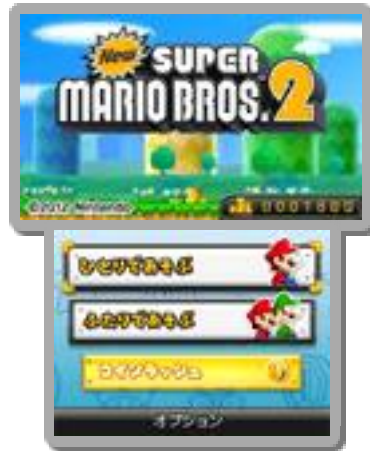 New SUPER
MARIO BROS. 2
©2012 Nintendo
ひとりであそぶ
ふたりであそぶ
コインラッシュ
オプション